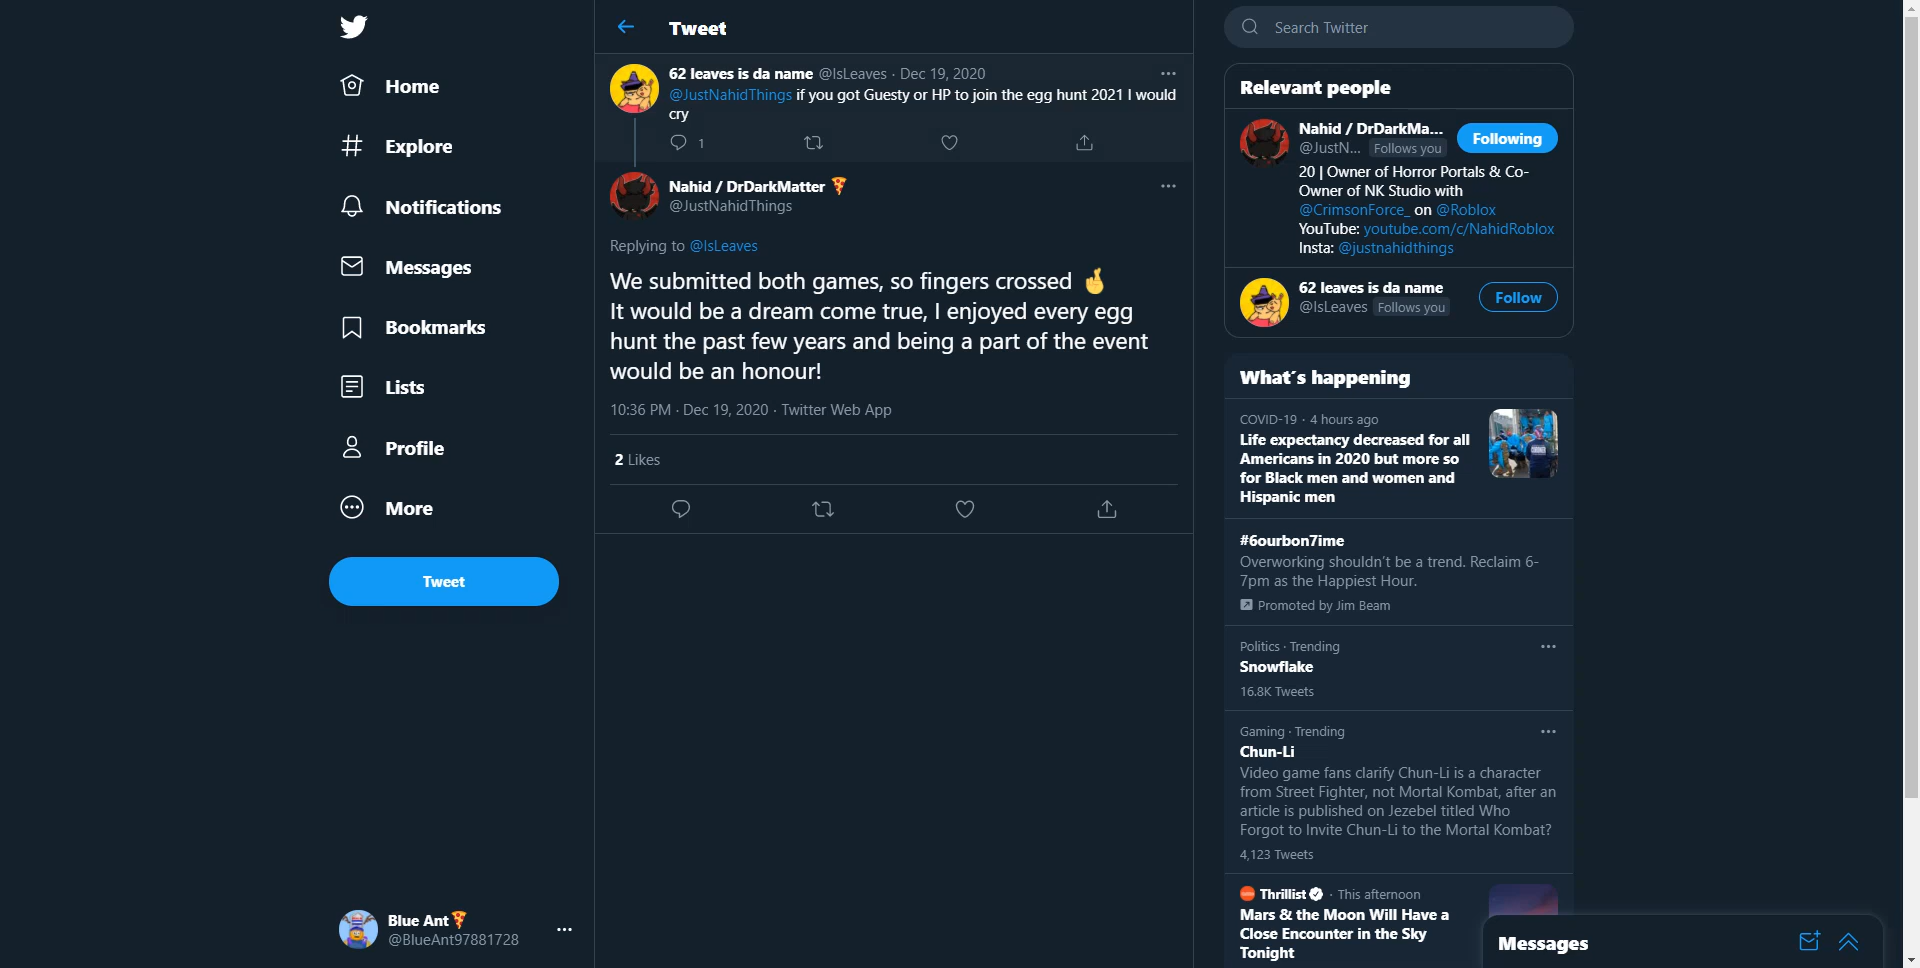 Home
Explore
Notifications
Messages
Bookmarks
Lists
Profile
More
Tweet
Blue Ant🍕
@BlueAnt97881728
Tweet
62 leaves is da name @IsLeaves · Dec 19, 2020
@JustNahidThings if you got Guesty or HP to join the egg hunt 2021 I would
cry
1
Nahid / DrDarkMatter 🍕
@JustNahidThings
Replying to @IsLeaves
We submitted both games, so fingers crossed 🤞
It would be a dream come true, I enjoyed every egg
hunt the past few years and being a part of the event
would be an honour!
10:36 PM · Dec 19, 2020 · Twitter Web App
2 Likes
Search Twitter
Relevant people
Nahid / DrDarkMa...
@JustN... Follows you
Following
20 | Owner of Horror Portals & Co-
Owner of NK Studio with
@CrimsonForce_ on @Roblox
YouTube: youtube.com/c/NahidRoblox
Insta: @justnahidthings
62 leaves is da name
@IsLeaves Follows you
Follow
What's happening
COVID-19 · 4 hours ago
Life expectancy decreased for all
Americans in 2020 but more so
for Black men and women and
Hispanic men
#6ourbon7ime
Overworking shouldn't be a trend. Reclaim 6-
7pm as the Happiest Hour.
Promoted by Jim Beam
Politics · Trending
Snowflake
16.8K Tweets
Gaming · Trending
Chun-Li
Video game fans clarify Chun-Li is a character
from Street Fighter, not Mortal Kombat, after an
article is published on Jezebel titled Who
Forgot to Invite Chun-Li to the Mortal Kombat?
4,123 Tweets
Thrillist · This afternoon
Mars & the Moon Will Have a
Close Encounter in the Sky
Tonight
Messages